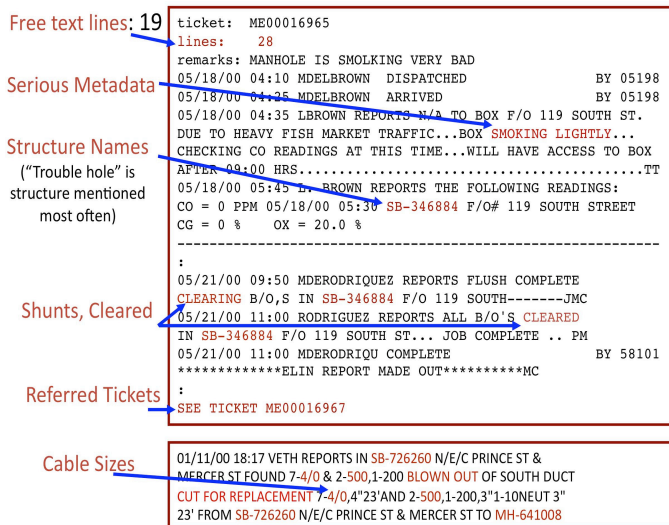 Free text lines: 19
Serious Metadata
Structure Names
("Trouble hole" is
structure mentioned
most often)
Shunts, Cleared
Referred Tickets
Cable Sizes
ticket: ME00016965
lines: 28
remarks: MANHOLE IS SMOLKING VERY BAD
05/18/00 04:10 MDELBROWN DISPATCHED BY 05198
05/18/00 04:25 MDELBROWN ARRIVED BY 05198
05/18/00 04:35 LBROWN REPORTS N/A TO BOX F/O 119 SOUTH ST.
DUE TO HEAVY FISH MARKET TRAFFIC...BOX SMOKING LIGHTLY...
CHECKING CO READINGS AT THIS TIME...WILL HAVE ACCESS TO BOX
AFTER 09:00 HRS.............................................TT
05/18/00 05:45 L. BROWN REPORTS THE FOLLOWING READINGS:
CO = 0 PPM 05/18/00 05:30 SB-346884 F/O# 119 SOUTH STREET
CG = 0 % OX = 20.0 %
------------------------------------------------------------
:
05/21/00 09:50 MDERODRIQUEZ REPORTS FLUSH COMPLETE
CLEARING B/O,S IN SB-346884 F/O 119 SOUTH-------JMC
05/21/00 11:00 RODRIGUEZ REPORTS ALL B/O'S CLEARED
IN SB-346884 F/O 119 SOUTH ST... JOB COMPLETE .. PM
05/21/00 11:00 MDERODRIQU COMPLETE BY 58101
*************ELIN REPORT MADE OUT**********MC
:
SEE TICKET ME00016967
01/11/00 18:17 VETH REPORTS IN SB-726260 N/E/C PRINCE ST &
MERCER ST FOUND 7-4/0 & 2-500,1-200 BLOWN OUT OF SOUTH DUCT
CUT FOR REPLACEMENT 7-4/0,4"23'AND 2-500,1-200,3"1-10NEUT 3"
23' FROM SB-726260 N/E/C PRINCE ST & MERCER ST TO MH-641008